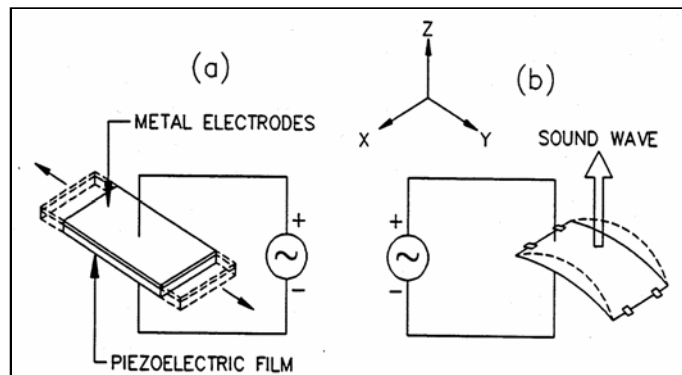 (a)
METAL ELECTRODES
Z
X
Y
(b)
SOUND WAVE
+
~
−
+
~
−
PIEZOELECTRIC FILM